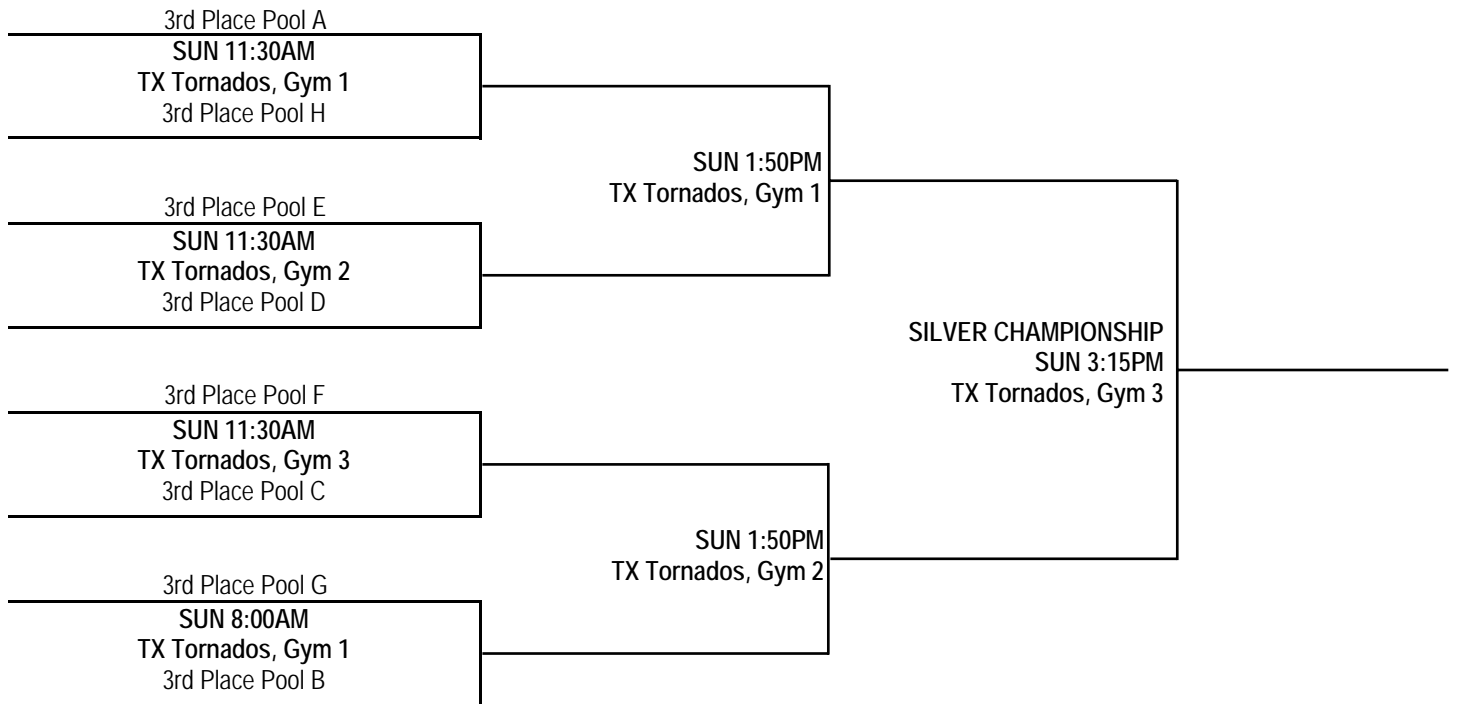 3rd Place Pool A
SUN 11:30AM
TX Tornados, Gym 1
3rd Place Pool H
SUN 1:50PM
TX Tornados, Gym 1
3rd Place Pool E
SUN 11:30AM
TX Tornados, Gym 2
3rd Place Pool D
SILVER CHAMPIONSHIP
SUN 3:15PM
TX Tornados, Gym 3
3rd Place Pool F
SUN 11:30AM
TX Tornados, Gym 3
3rd Place Pool C
SUN 1:50PM
TX Tornados, Gym 2
3rd Place Pool G
SUN 8:00AM
TX Tornados, Gym 1
3rd Place Pool B